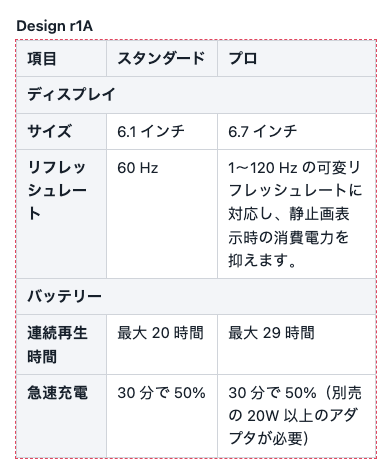 Design r1A
項目 スタンダード プロ
ディスプレイ
サイズ 6.1 インチ 6.7 インチ
リフレッ
シュレー
ト
60 Hz
1〜120 Hz の可変リ
フレッシュレートに
対応し、静止画表
示時の消費電力を
抑えます。
バッテリー
連続再生
時間
最大 20 時間
最大 29 時間
急速充電
30 分で 50%
30 分で 50%（別売
の 20W 以上のアダ
プタが必要）